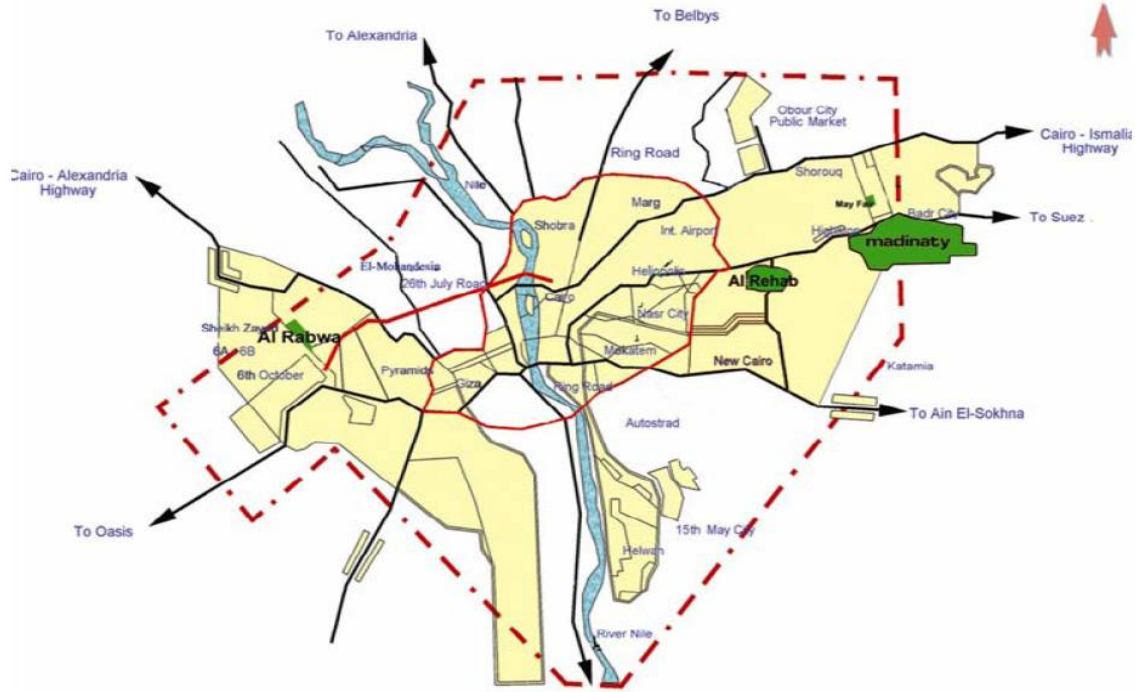 To Belbys
To Alexandria
Obour City
Public Market
Cairo - Ismalia
Highway
Ring Road
Cairo - Alexandria
Highway
Nile
Shorouq
Marg
May Fair
Badr City
To Suez .
Shobra
Int. Airport
madinaty
El-Mohandesin
26th July Road
Heliopolis
Al Rehab
Cairo
Nasr City
Sheikh Zayed
Al Rabwa
6A - 6B
6th October
Pyramids
Giza
Mokatem
New Cairo
Katamia
Ring Road
To Ain El-Sokhna
Autostrad
To Oasis
15th May City
Helwan
River Nile